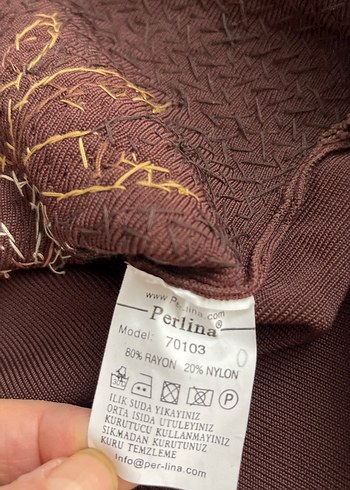 www.Per-lina.com
Perlina®
Model: 70103
80% RAYON 20% NYLON
P
ILIK SUDA YIKAYINIZ
ORTA ISIDA UTULEYINIZ
KURUTUCU KULLANMAYINIZ
SIKMADAN KURUTUNUZ
KURU TEMIZLEME
info@per-lina.com